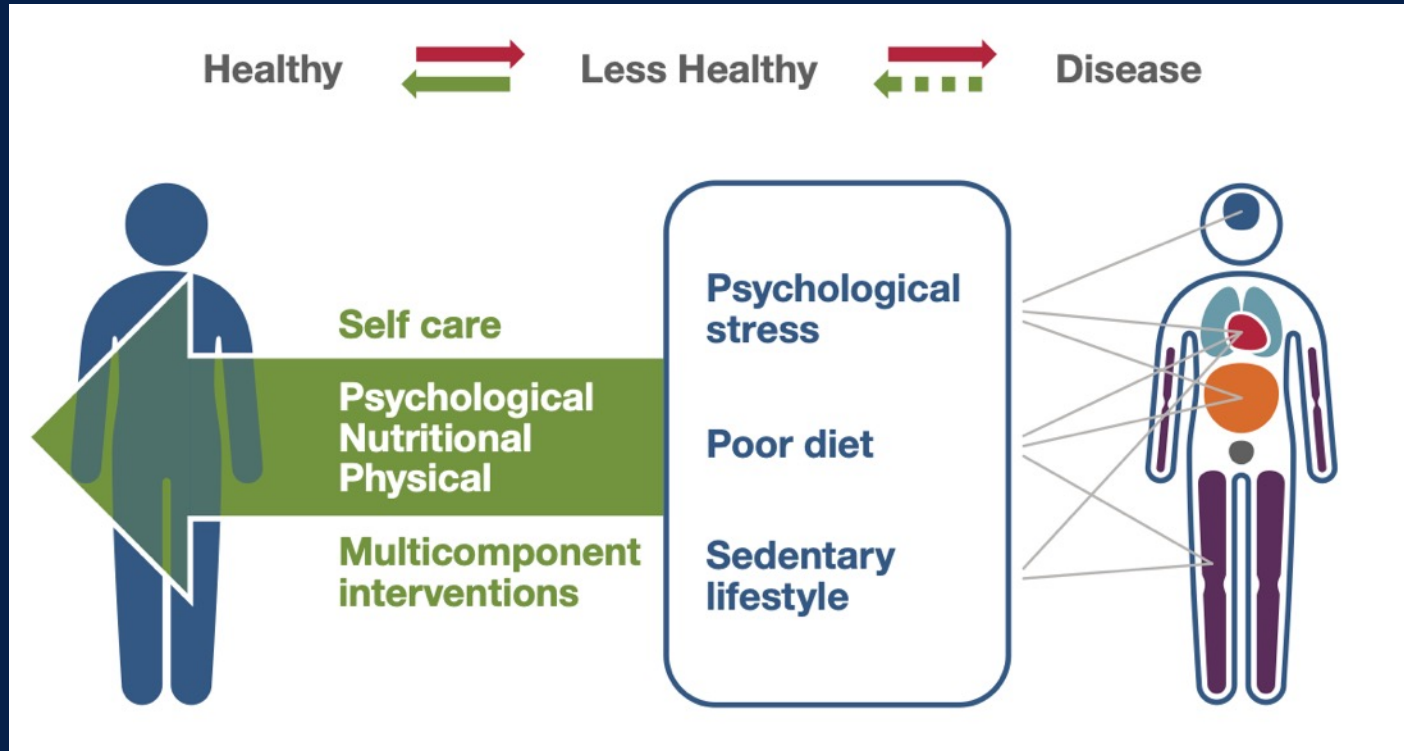 Healthy
Less Healthy
Disease
Self care
Psychological
Nutritional
Physical
Multicomponent
interventions
Psychological
stress
Poor diet
Sedentary
lifestyle